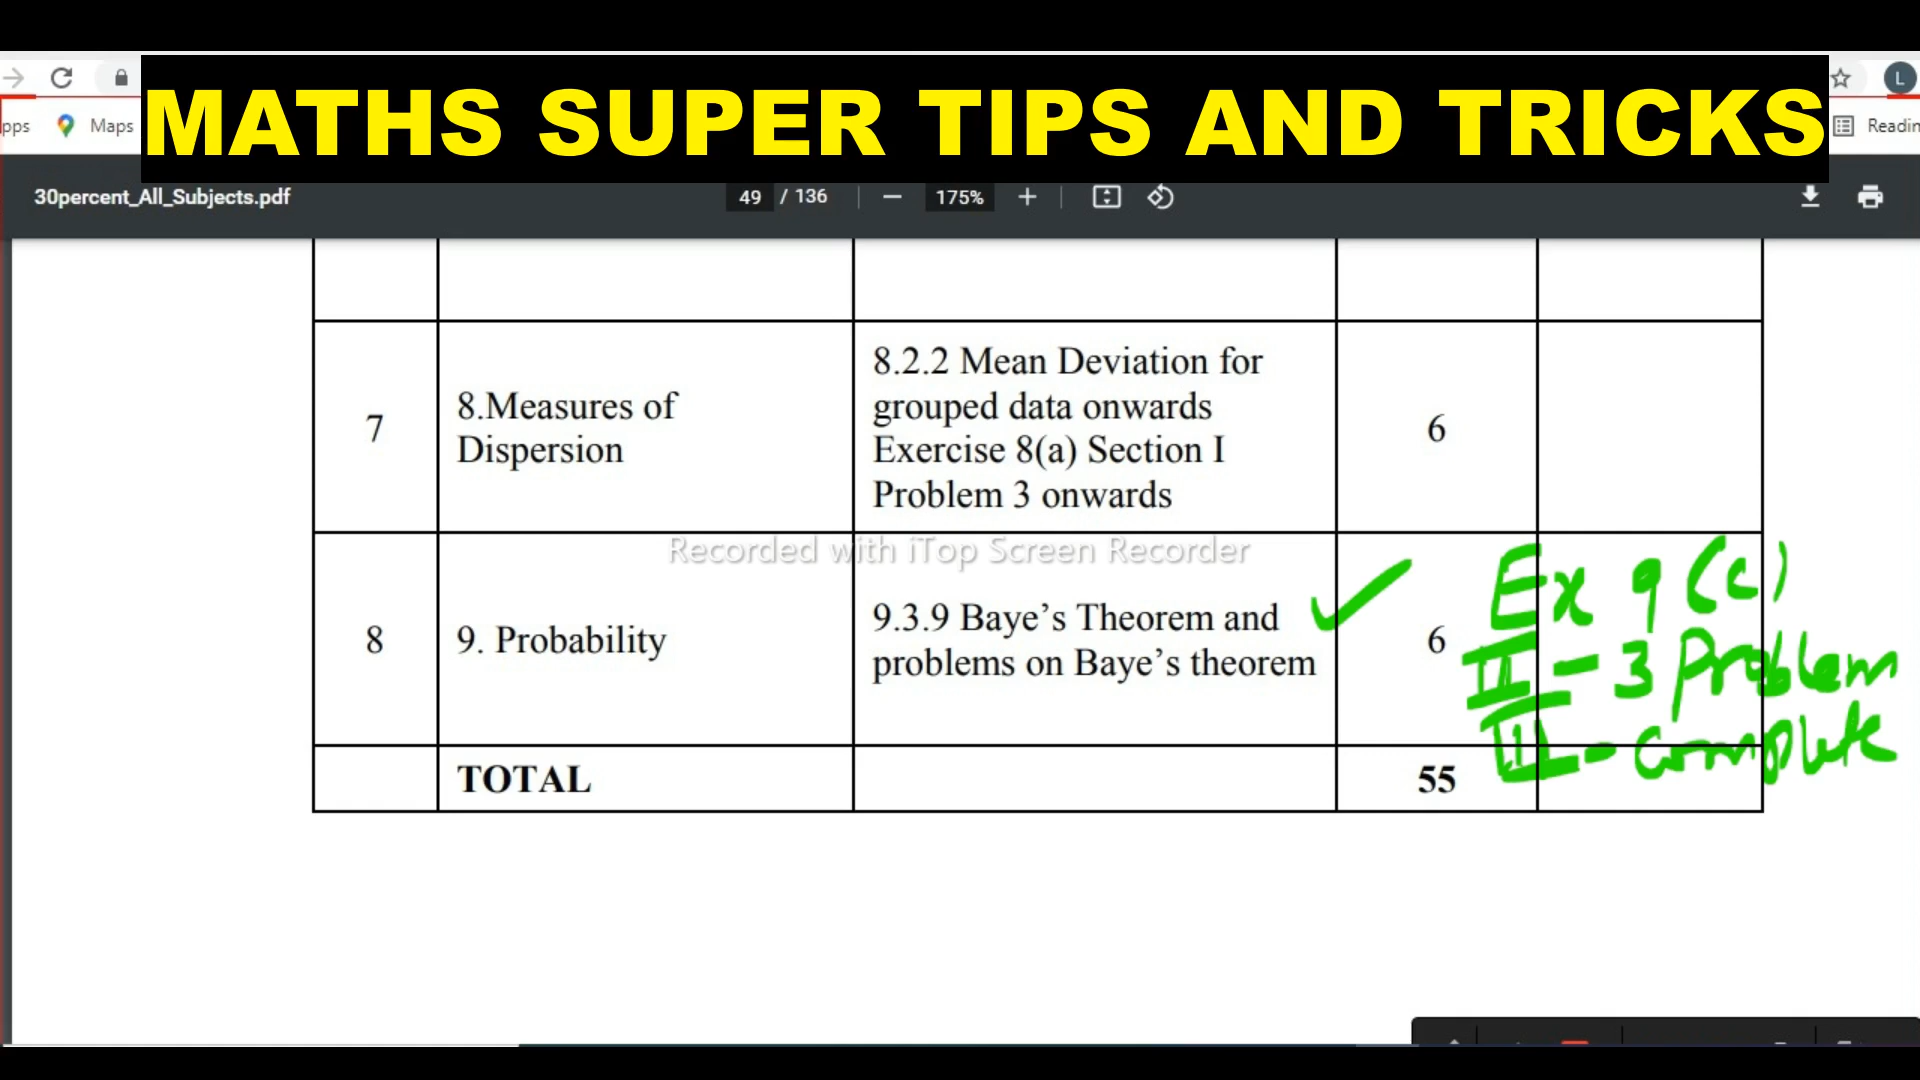 MATHS SUPER TIPS AND TRICKS
pps Maps
Readin
L
30percent_All_Subjects.pdf
49 / 136
175%
7
8.Measures of
Dispersion
8.2.2 Mean Deviation for
grouped data onwards
Exercise 8(a) Section I
Problem 3 onwards
6
Recorded with iTop Screen Recorder
8
9. Probability
9.3.9 Baye’s Theorem and
problems on Baye’s theorem
6
Ex 9 (c)
II - 3 Problem
III - complete
TOTAL
55